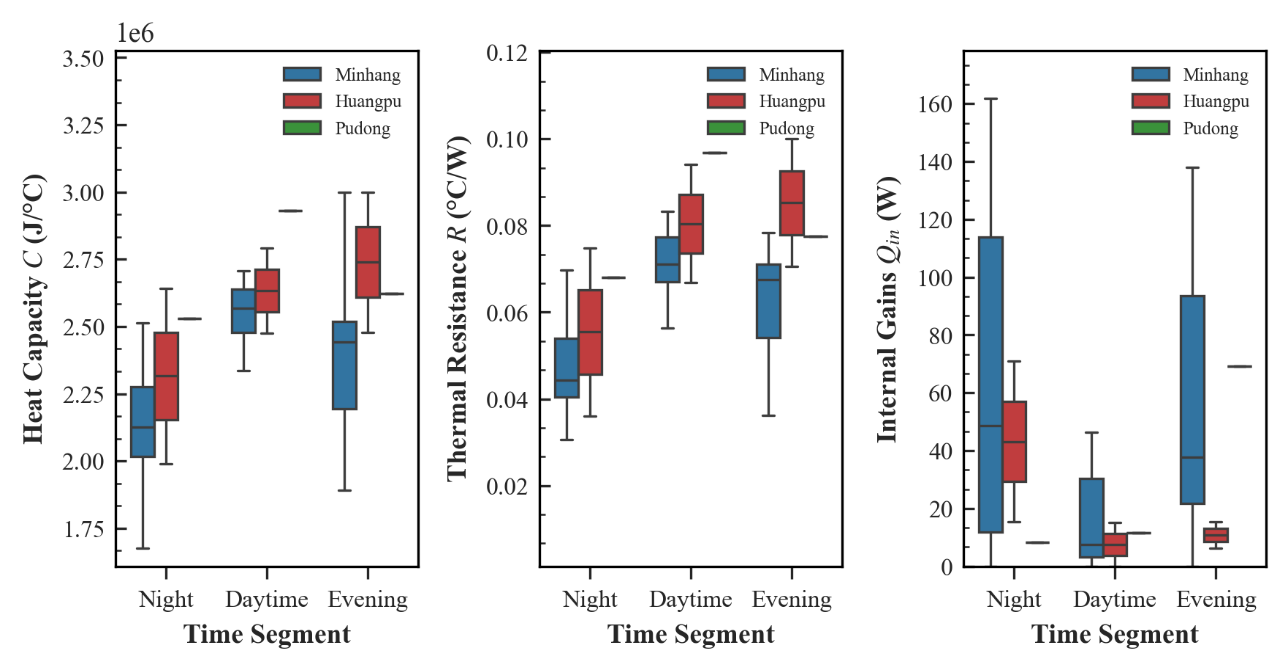 1e6
3.50
3.25
3.00
2.75
2.50
2.25
2.00
1.75
Heat Capacity C (J/°C)
Minhang
Huangpu
Pudong
Night Daytime Evening
Time Segment
0.12
0.10
0.08
0.06
0.04
0.02
Thermal Resistance R (°C/W)
Minhang
Huangpu
Pudong
Night Daytime Evening
Time Segment
160
140
120
100
80
60
40
20
0
Internal Gains Qin (W)
Minhang
Huangpu
Pudong
Night Daytime Evening
Time Segment